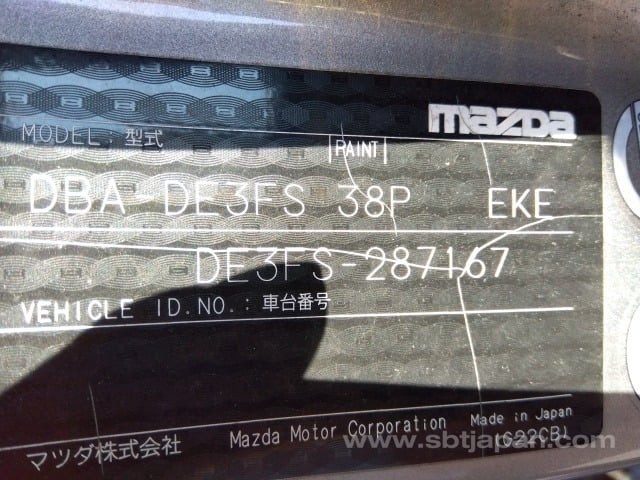 mazda
MODEL : 型式
PAINT
DBA-DE3FS 38P EKE
DE3FS-287167
VEHICLE I.D.NO. : 車台番号
マツダ株式会社 Mazda Motor Corporation Made in Japan
(G22CB)
www.sbtjapan.com